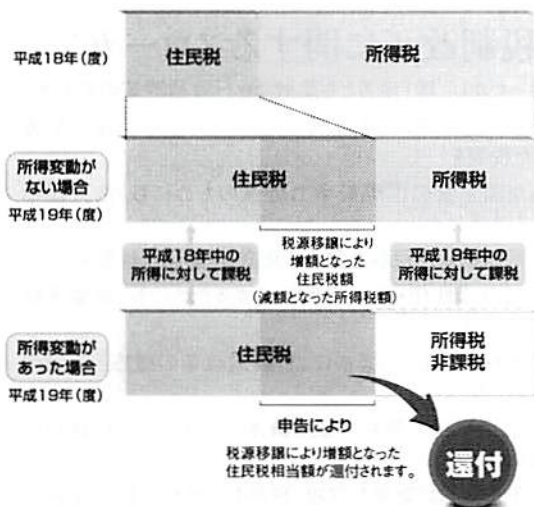 平成18年(度)
住民税
所得税
所得変動が
ない場合
平成19年(度)
住民税
所得税
平成18年中の
所得に対して課税
税源移譲により
増額となった
住民税額
(減額となった所得税額)
平成19年中の
所得に対して課税
所得変動が
あった場合
平成19年(度)
住民税
所得税
非課税
申告により
税源移譲により増額となった
住民税相当額が還付されます。
還付